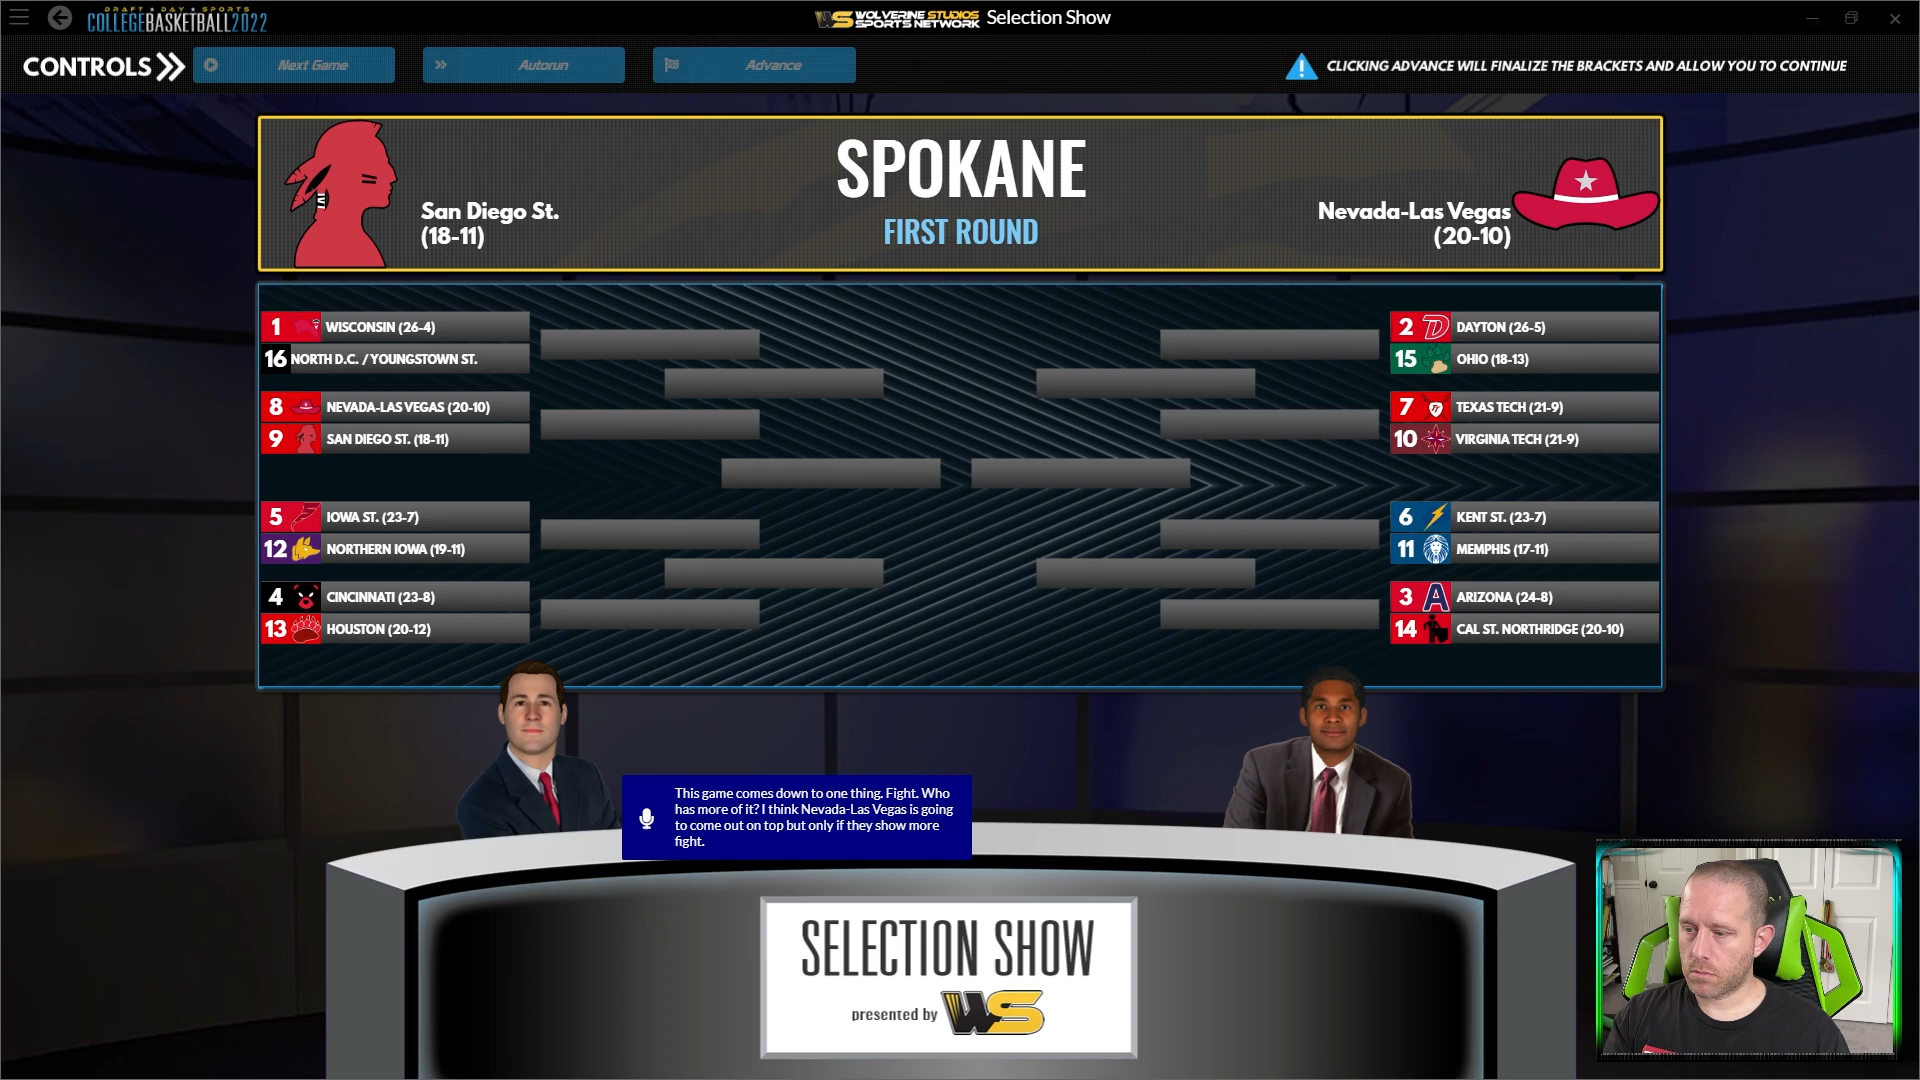 DRAFT ★ DAY ★ SPORTS
COLLEGEBASKETBALL2022
WS WOLVERINE STUDIOS SPORTS NETWORK Selection Show
CONTROLS
Next Game
Autorun
Advance
CLICKING ADVANCE WILL FINALIZE THE BRACKETS AND ALLOW YOU TO CONTINUE
SPOKANE
FIRST ROUND
San Diego St.
(18-11)
Nevada-Las Vegas
(20-10)
1 WISCONSIN (26-4)
16 NORTH D.C. / YOUNGSTOWN ST.
8 NEVADA-LAS VEGAS (20-10)
9 SAN DIEGO ST. (18-11)
5 IOWA ST. (23-7)
12 NORTHERN IOWA (19-11)
4 CINCINNATI (23-8)
13 HOUSTON (20-12)
2 DAYTON (26-5)
15 OHIO (18-13)
7 TEXAS TECH (21-9)
10 VIRGINIA TECH (21-9)
6 KENT ST. (23-7)
11 MEMPHIS (17-11)
3 ARIZONA (24-8)
14 CAL ST. NORTHRIDGE (20-10)
This game comes down to one thing. Fight. Who
has more of it? I think Nevada-Las Vegas is going
to come out on top but only if they show more
fight.
SELECTION SHOW
presented by WS